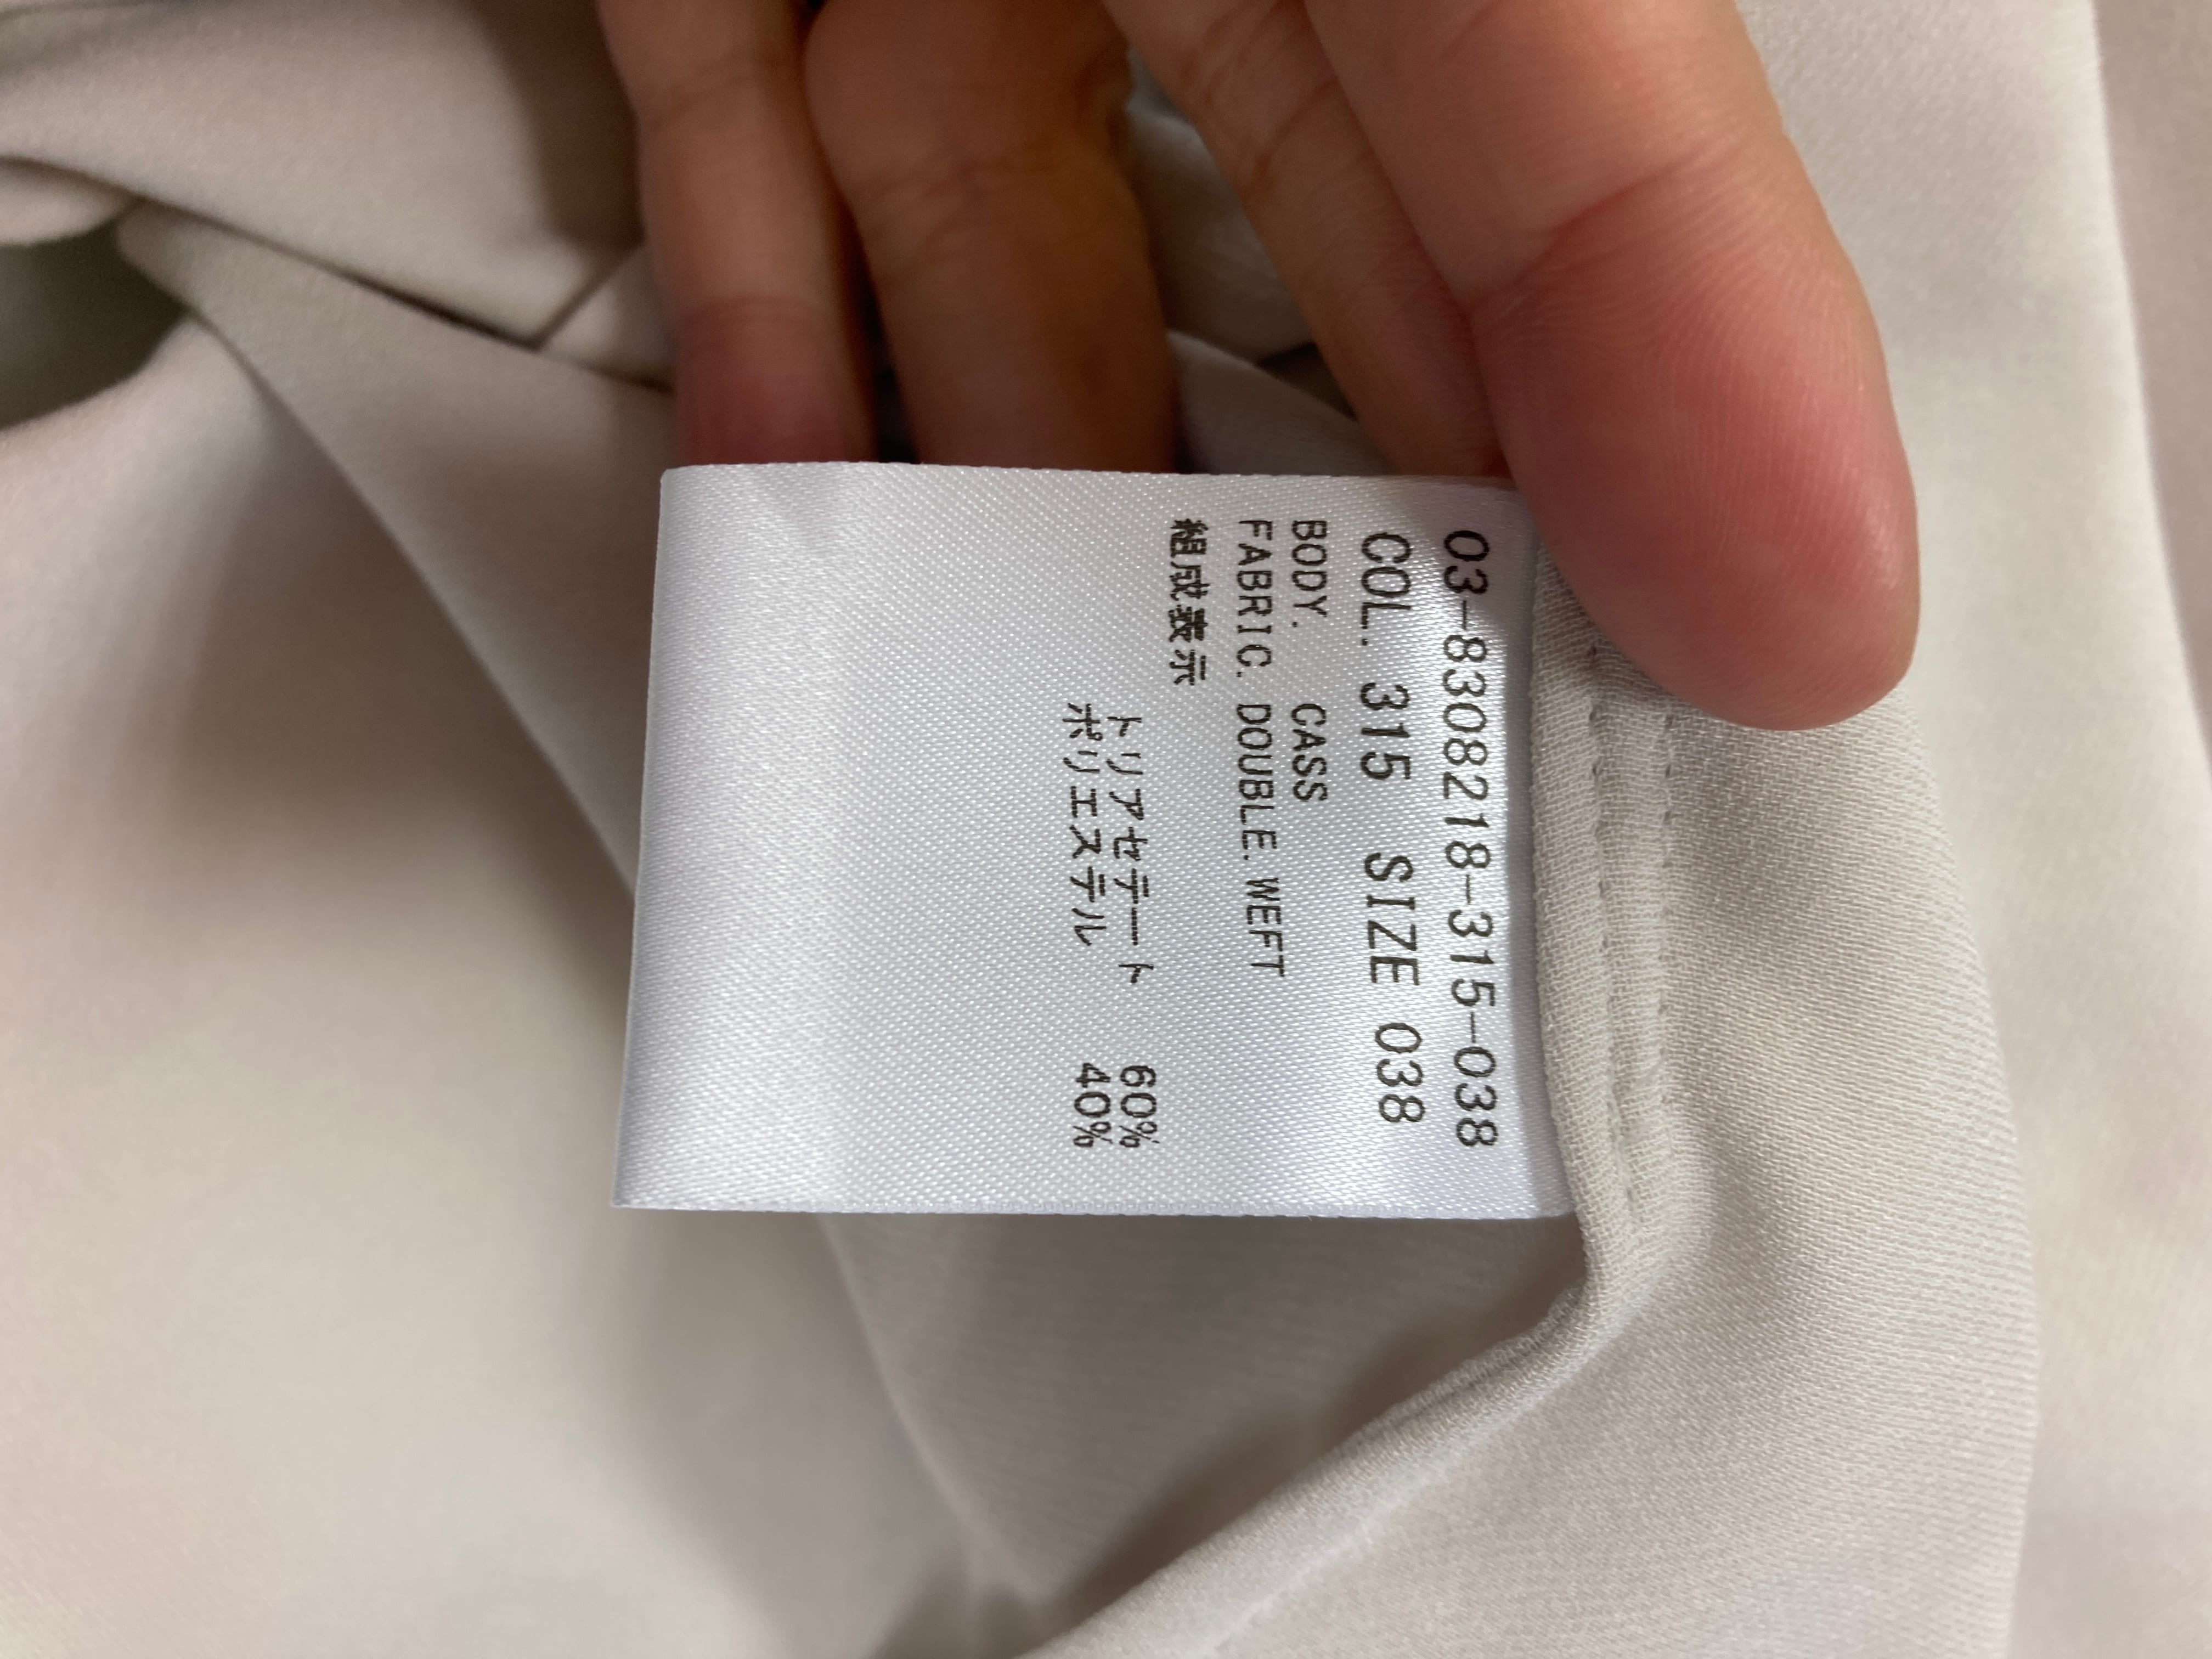 03-8308218-315-038
COL. 315 SIZE 038
BODY. CASS
FABRIC. DOUBLE.WEFT
組成表示
トリアセテート 60%
ポリエステル 40%